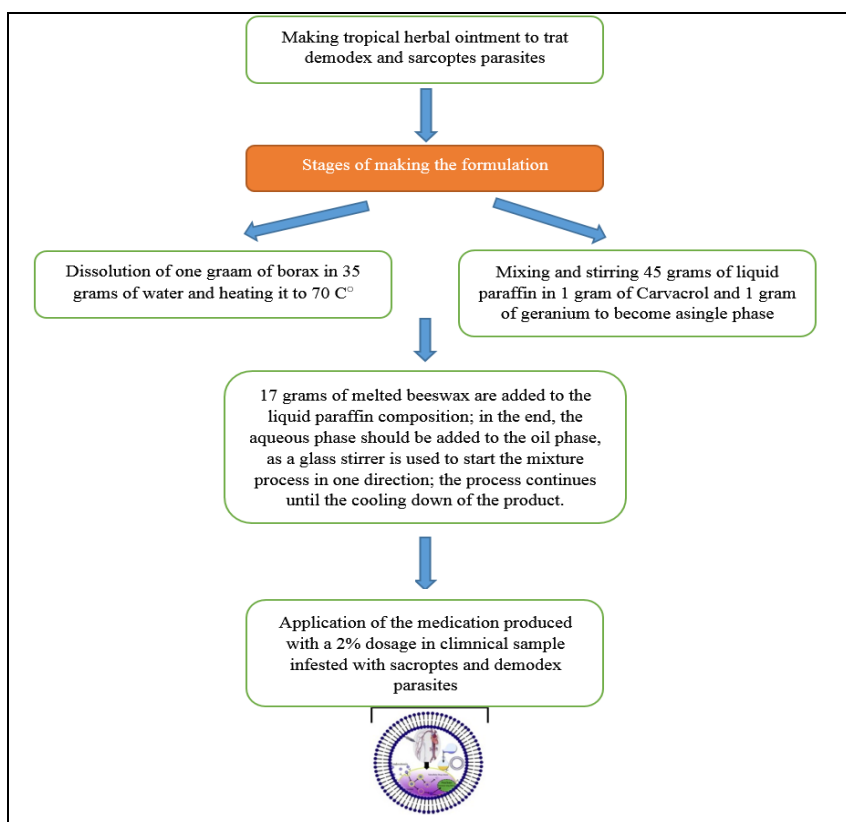 Making tropical herbal ointment to trat
demodex and sarcoptes parasites
Stages of making the formulation
Dissolution of one graam of borax in 35
grams of water and heating it to 70 C°
Mixing and stirring 45 grams of liquid
paraffin in 1 gram of Carvacrol and 1 gram
of geranium to become asingle phase
17 grams of melted beeswax are added to the
liquid paraffin composition; in the end, the
aqueous phase should be added to the oil phase,
as a glass stirrer is used to start the mixture
process in one direction; the process continues
until the cooling down of the product.
Application of the medication produced
with a 2% dosage in climnical sample
infested with sacroptes and demodex
parasites